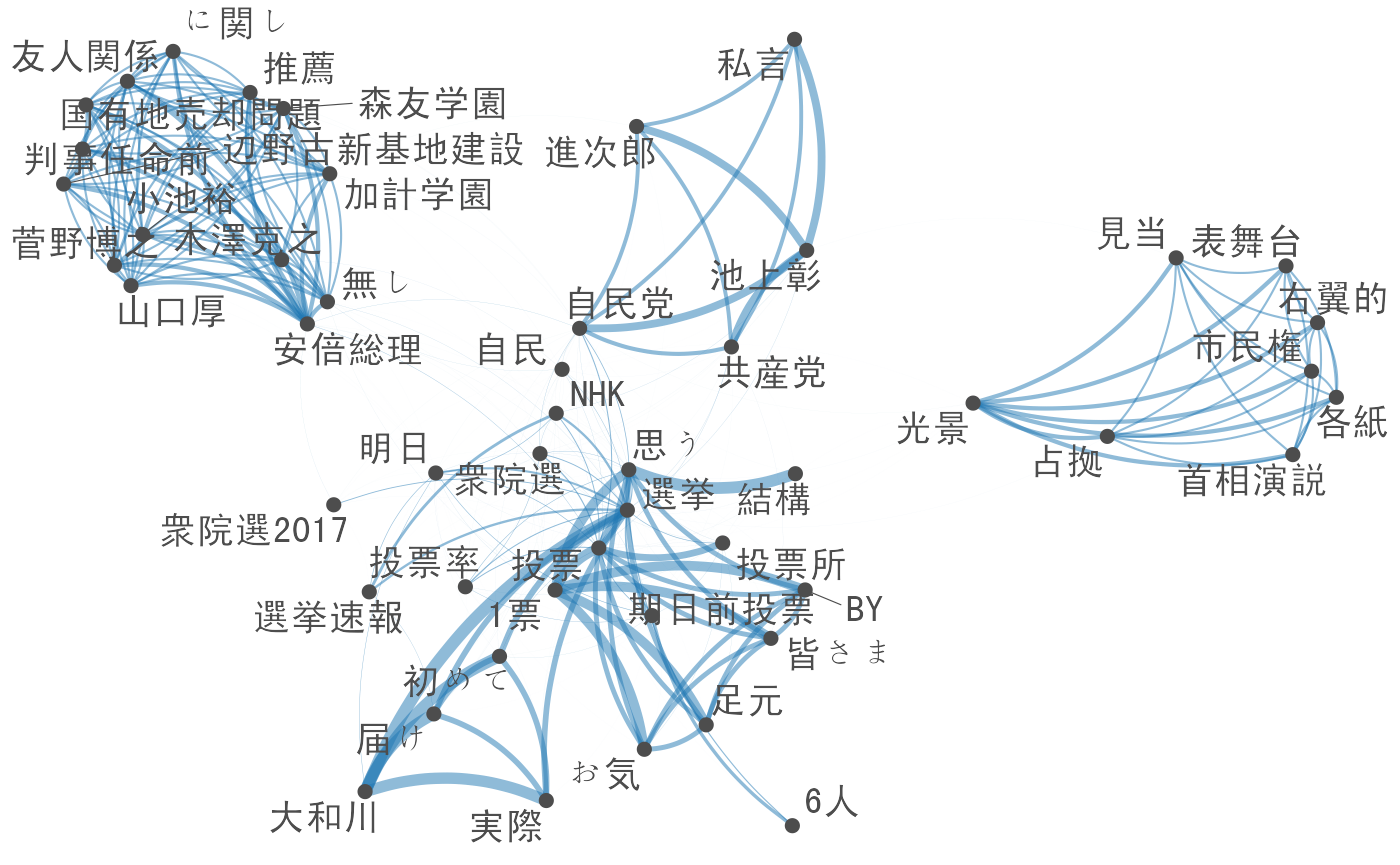 に関し
友人関係
推薦
私言
国有地売却問題
森友学園
判事任命前
辺野古新基地建設
進次郎
小池裕
加計学園
菅野博之
木澤克之
見当
表舞台
無し
池上彰
山口厚
自民党
右翼的
安倍総理
自民
市民権
共産党
NHK
光景
各紙
明日
思う
占拠
衆院選
選挙
結構
首相演説
衆院選2017
投票率
投票
投票所
選挙速報
1票
期日前投票
BY
皆さま
初めて
足元
届け
お気
大和川
実際
6人